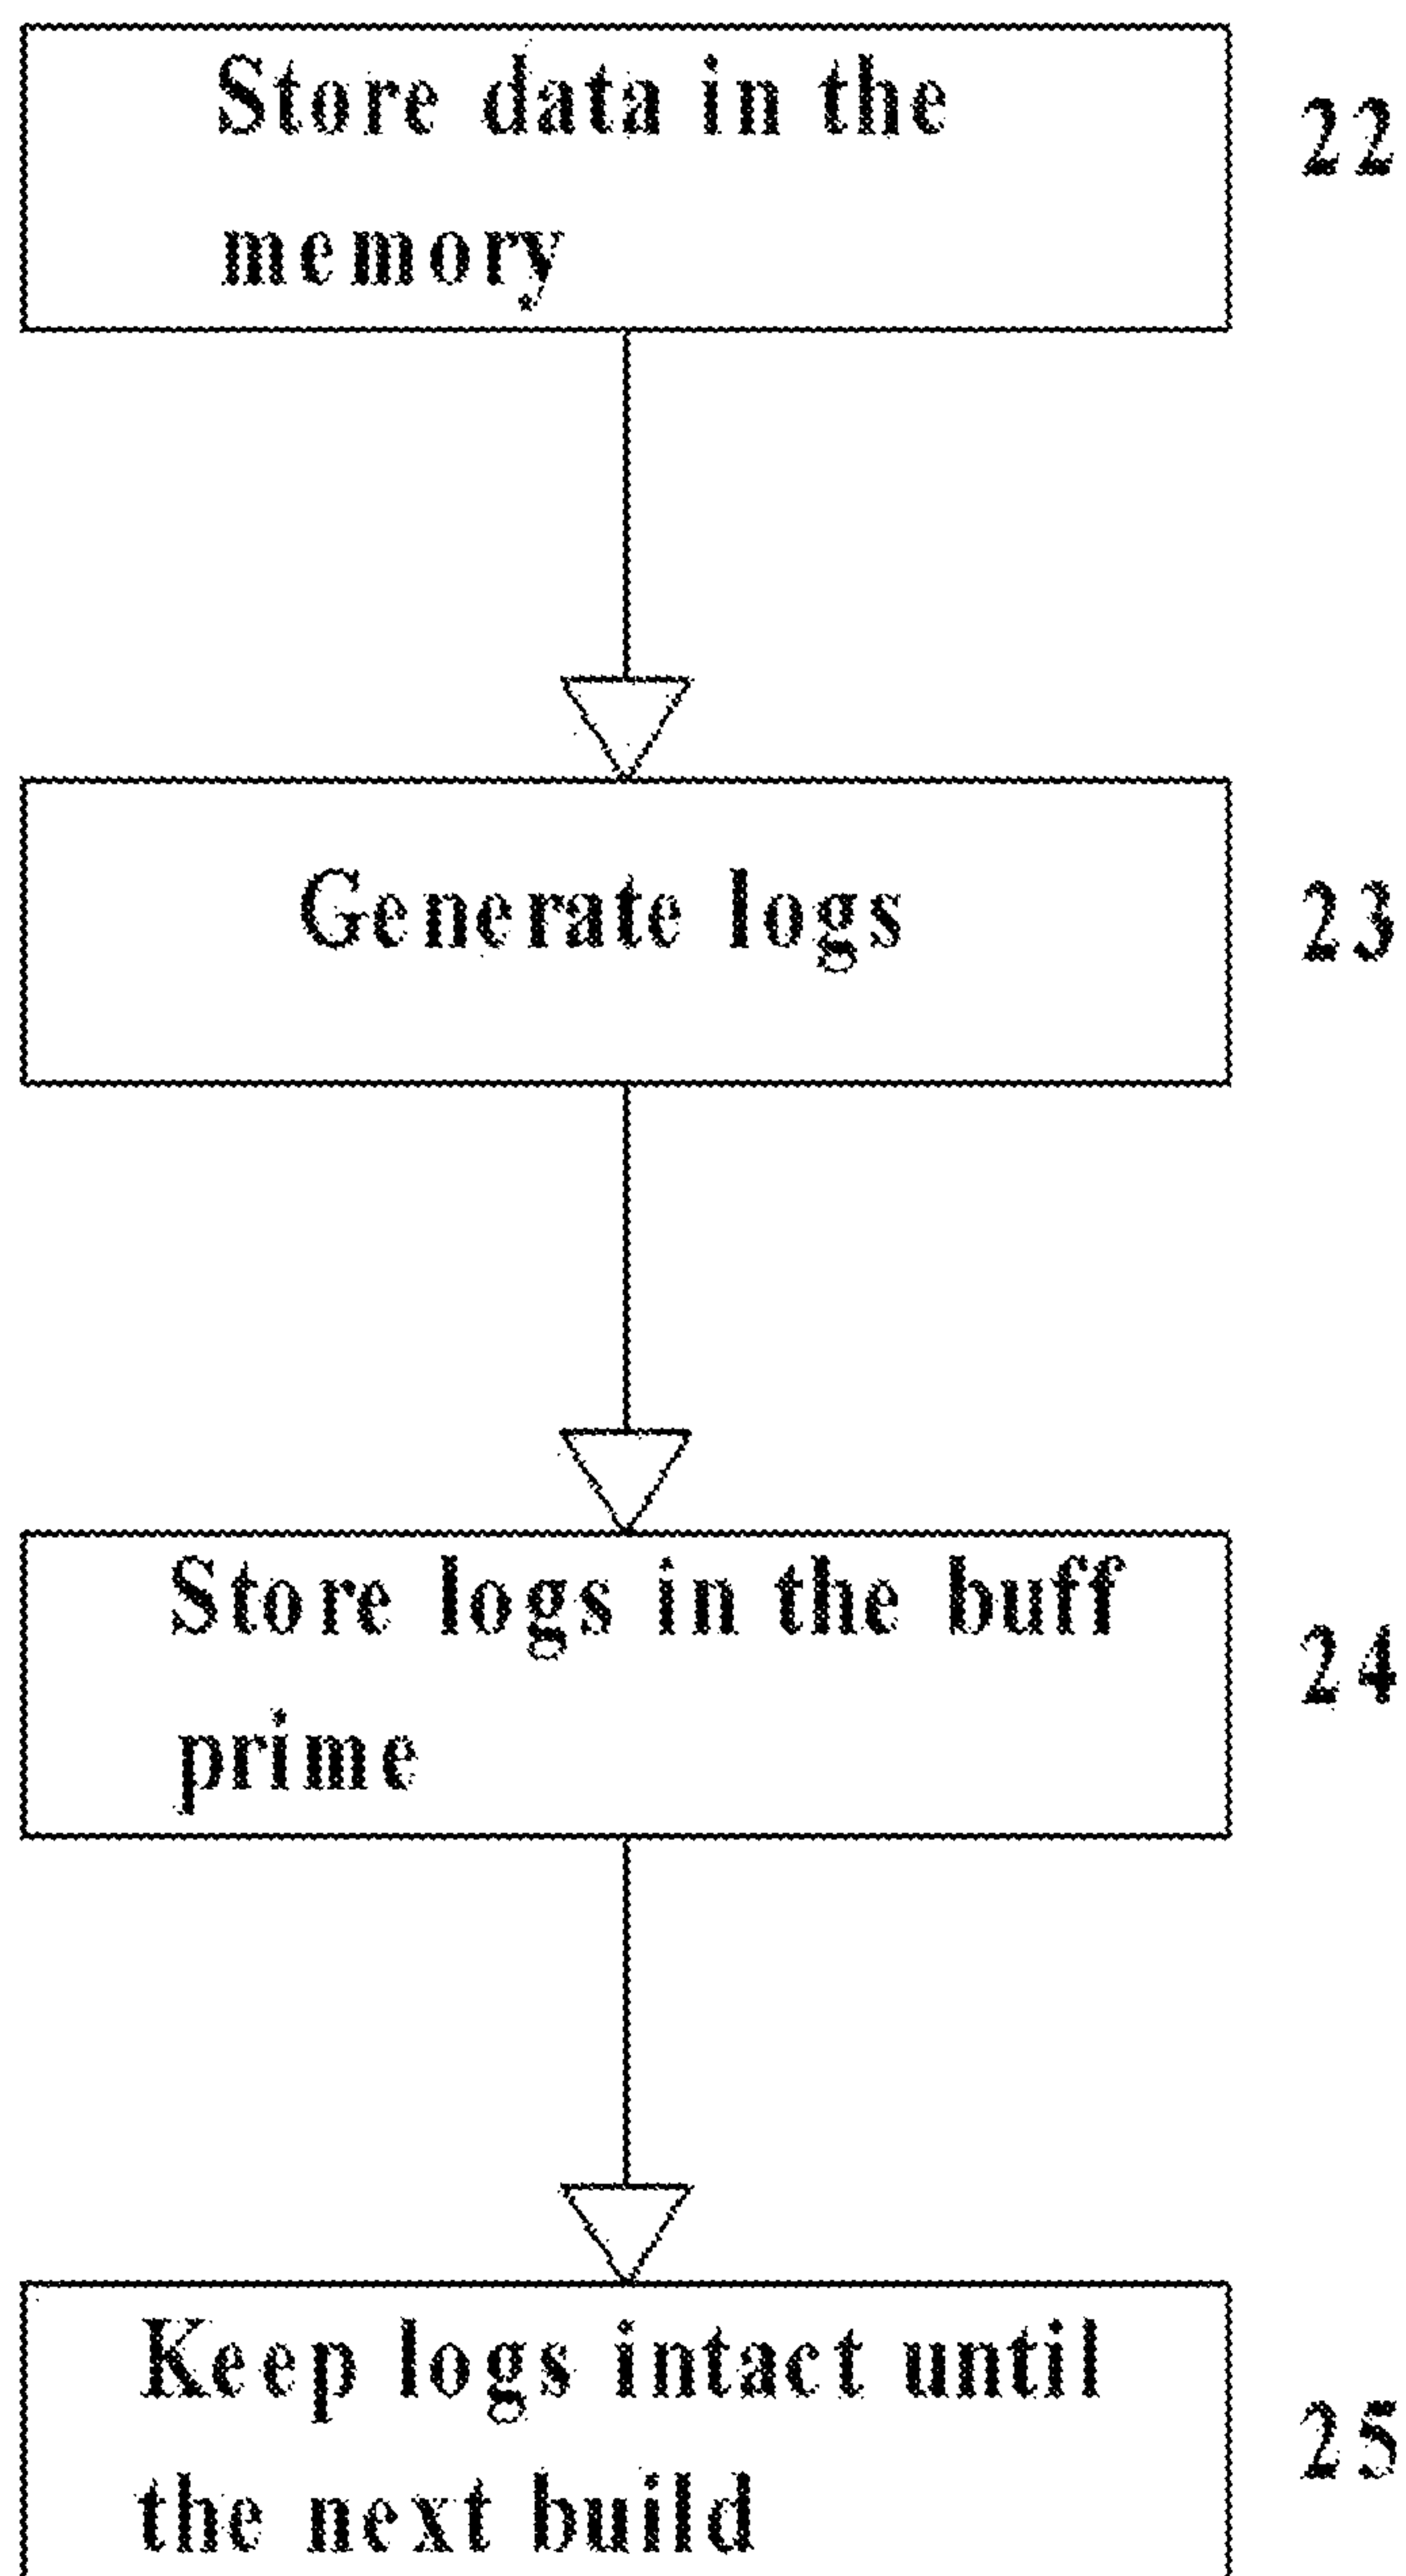 Store data in the
memory
22
Generate logs
23
Store logs in the buff
prime
24
Keep logs intact until
the next build
25